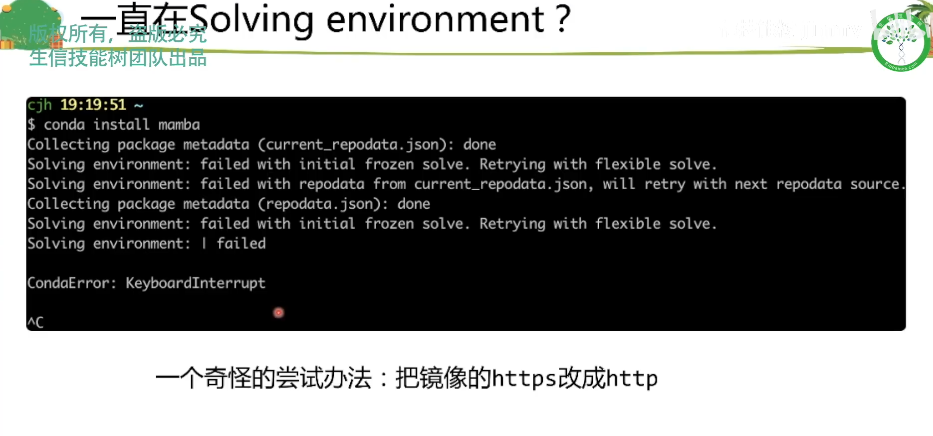 一直在Solving environment？
版权所有，盗版必究
生信技能树团队出品
cjh 19:19:51 ~
$ conda install mamba
Collecting package metadata (current_repodata.json): done
Solving environment: failed with initial frozen solve. Retrying with flexible solve.
Solving environment: failed with repodata from current_repodata.json, will retry with next repodata source.
Collecting package metadata (repodata.json): done
Solving environment: failed with initial frozen solve. Retrying with flexible solve.
Solving environment: | failed
CondaError: KeyboardInterrupt
^C
一个奇怪的尝试办法：把镜像的https改成http